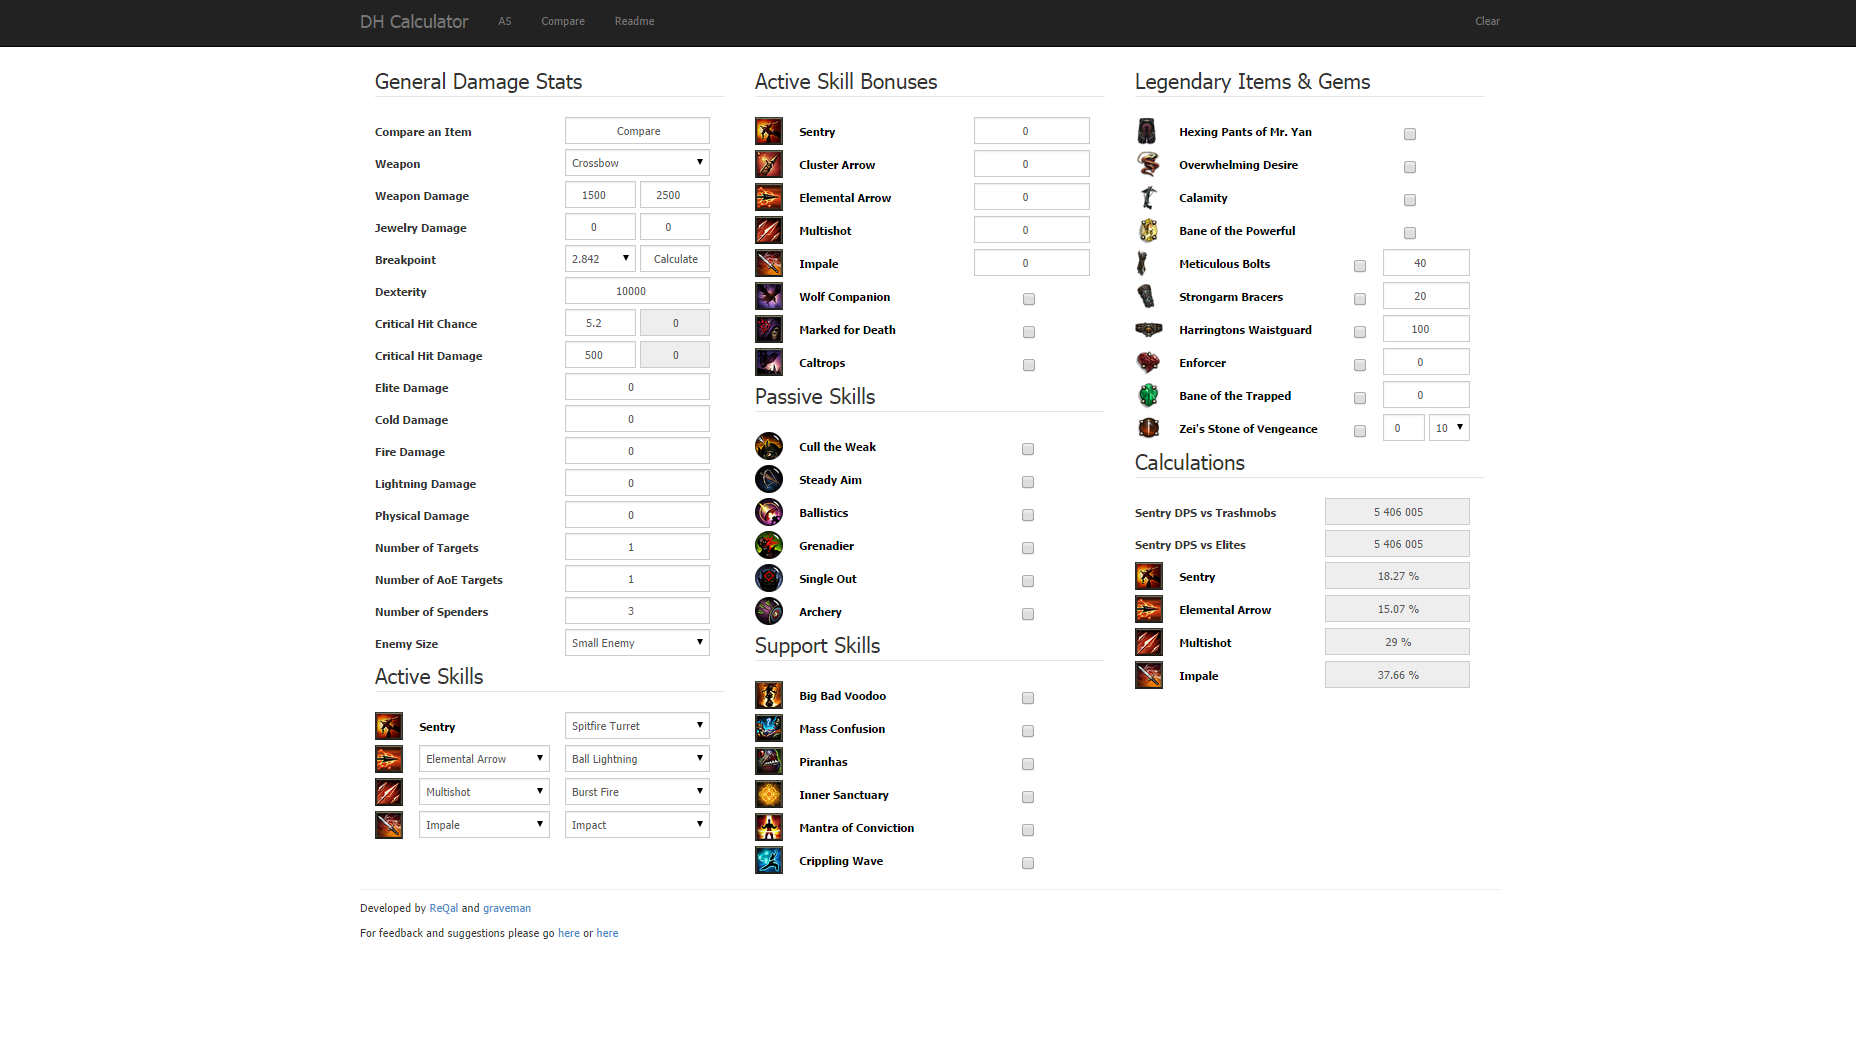 DH Calculator AS Compare Readme Clear
General Damage Stats
Compare an Item Compare
Weapon Crossbow
Weapon Damage 1500 2500
Jewelry Damage 0 0
Breakpoint 2.842 Calculate
Dexterity 10000
Critical Hit Chance 5.2 0
Critical Hit Damage 500 0
Elite Damage 0
Cold Damage 0
Fire Damage 0
Lightning Damage 0
Physical Damage 0
Number of Targets 1
Number of AoE Targets 1
Number of Spenders 3
Enemy Size Small Enemy
Active Skills
Sentry Spitfire Turret
Elemental Arrow Ball Lightning
Multishot Burst Fire
Impale Impact
Active Skill Bonuses
Sentry 0
Cluster Arrow 0
Elemental Arrow 0
Multishot 0
Impale 0
Wolf Companion
Marked for Death
Caltrops
Passive Skills
Cull the Weak
Steady Aim
Ballistics
Grenadier
Single Out
Archery
Support Skills
Big Bad Voodoo
Mass Confusion
Piranhas
Inner Sanctuary
Mantra of Conviction
Crippling Wave
Legendary Items & Gems
Hexing Pants of Mr. Yan
Overwhelming Desire
Calamity
Bane of the Powerful
Meticulous Bolts 40
Strongarm Bracers 20
Harringtons Waistguard 100
Enforcer 0
Bane of the Trapped 0
Zei's Stone of Vengeance 0 10
Calculations
Sentry DPS vs Trashmobs 5 406 005
Sentry DPS vs Elites 5 406 005
Sentry 18.27 %
Elemental Arrow 15.07 %
Multishot 29 %
Impale 37.66 %
Developed by ReQal and graveman
For feedback and suggestions please go here or here